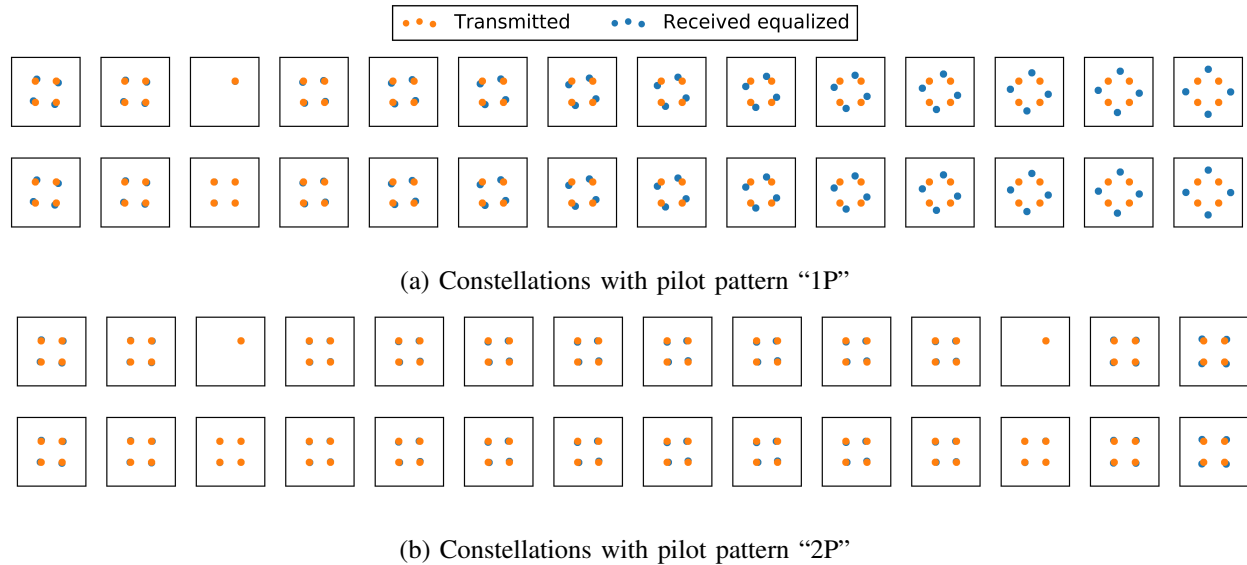 Transmitted Received equalized
(a) Constellations with pilot pattern “1P”
(b) Constellations with pilot pattern “2P”